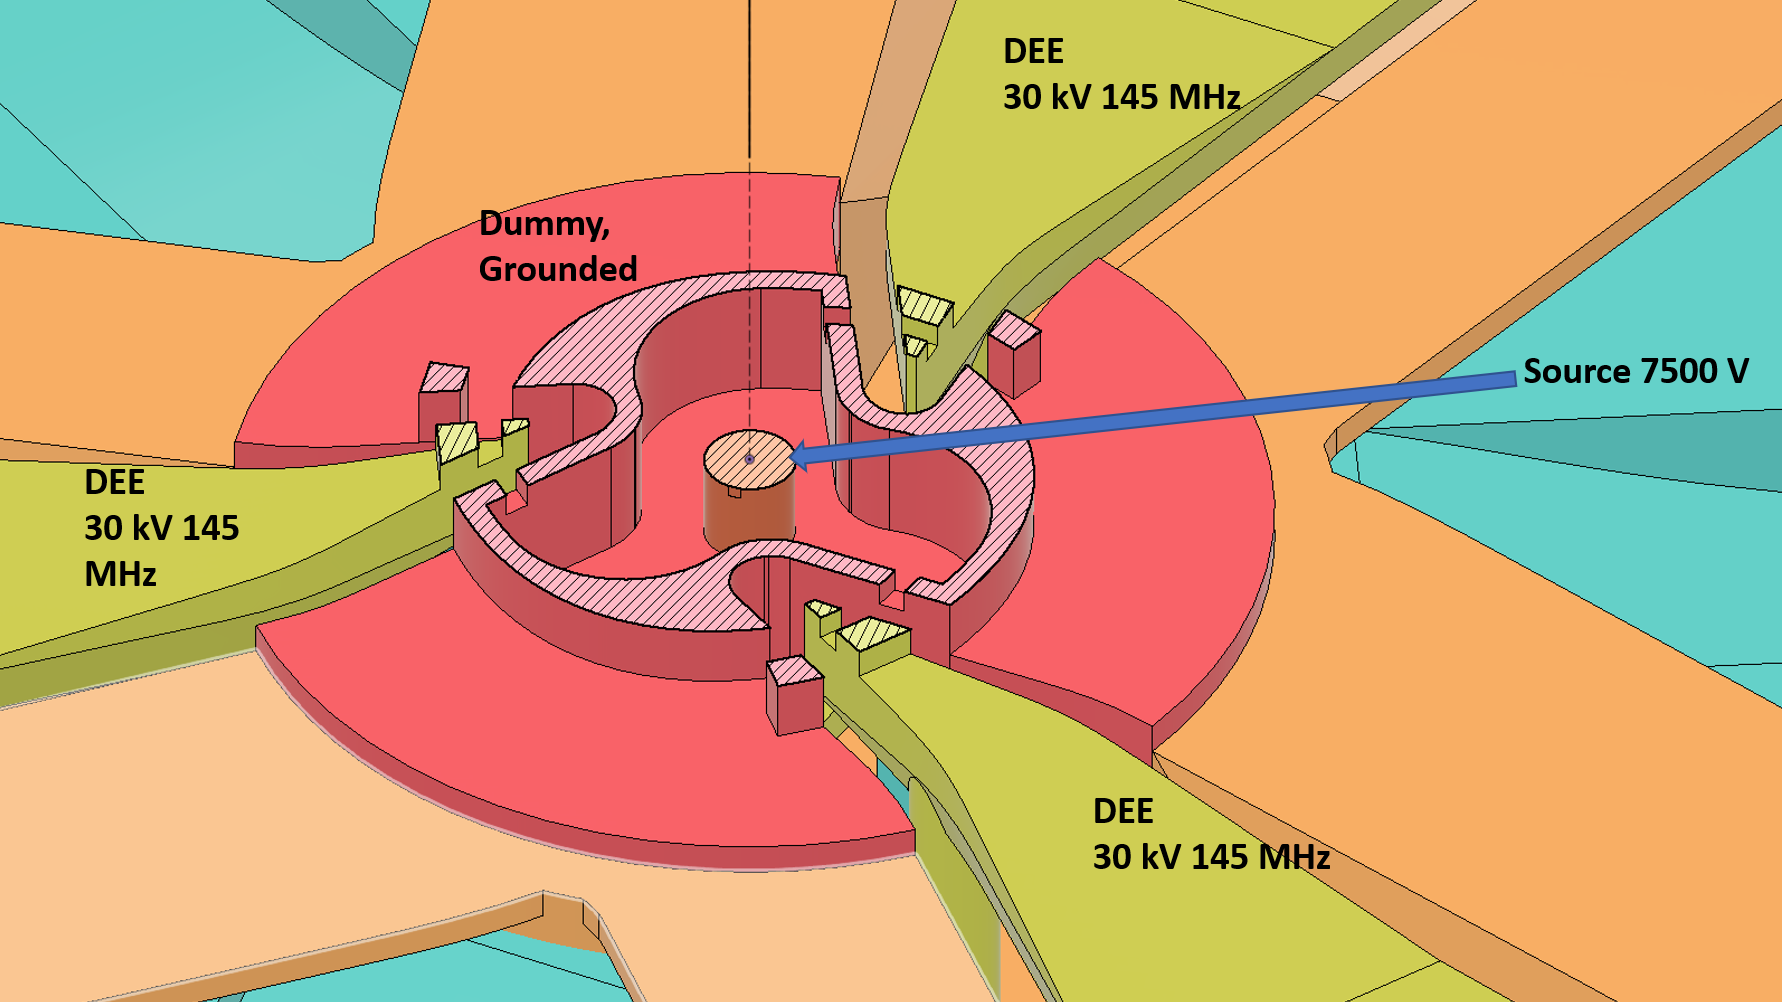 DEE
30 kV 145 MHz
Dummy,
Grounded
Source 7500 V
DEE
30 kV 145
MHz
DEE
30 kV 145 MHz